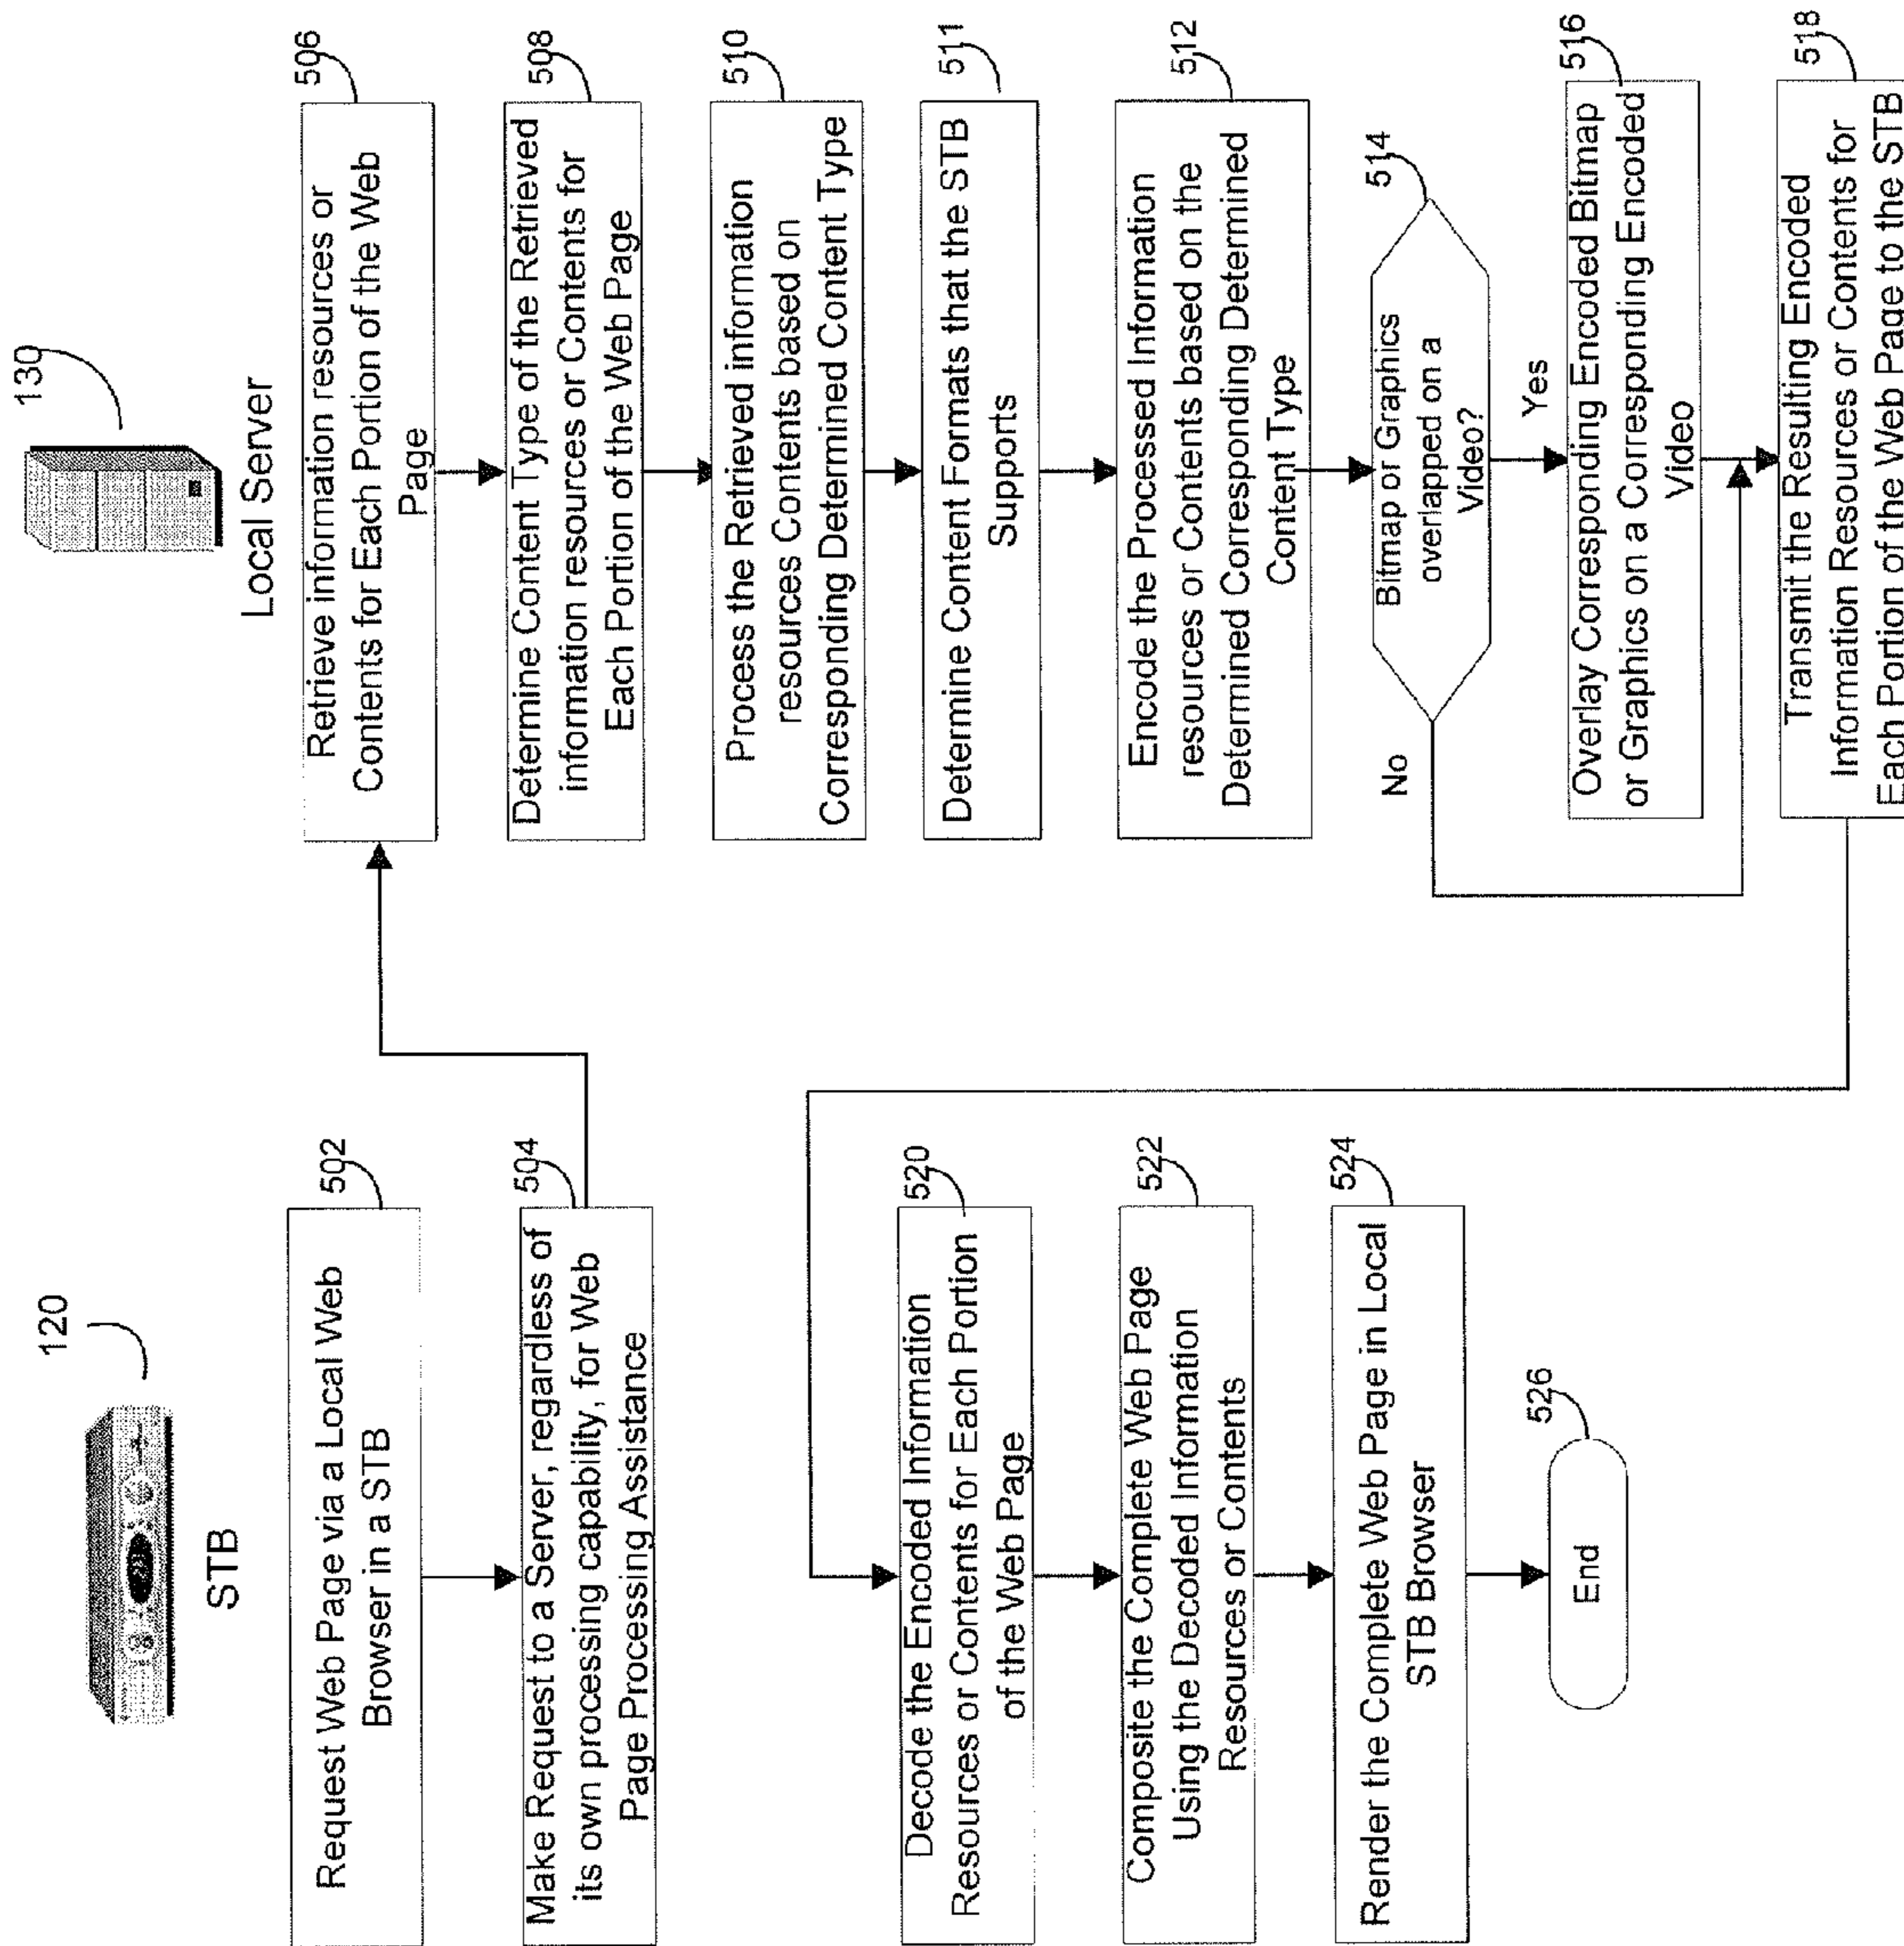 120
STB
502
Request Web Page via a Local Web
Browser in a STB
504
Make Request to a Server, regardless of
its own processing capability, for Web
Page Processing Assistance
130
Local Server
506
Retrieve information resources or
Contents for Each Portion of the Web
Page
508
Determine Content Type of the Retrieved
information resources or Contents for
Each Portion of the Web Page
510
Process the Retrieved information
resources Contents based on
Corresponding Determined Content Type
511
Determine Content Formats that the STB
Supports
512
Encode the Processed Information
resources or Contents based on the
Determined Corresponding Determined
Content Type
514
Bitmap or Graphics
overlapped on a
Video?
No
Yes
516
Overlay Corresponding Encoded Bitmap
or Graphics on a Corresponding Encoded
Video
518
Transmit the Resulting Encoded
Information Resources or Contents for
Each Portion of the Web Page to the STB
520
Decode the Encoded Information
Resources or Contents for Each Portion
of the Web Page
522
Composite the Complete Web Page
Using the Decoded Information
Resources or Contents
524
Render the Complete Web Page in Local
STB Browser
526
End